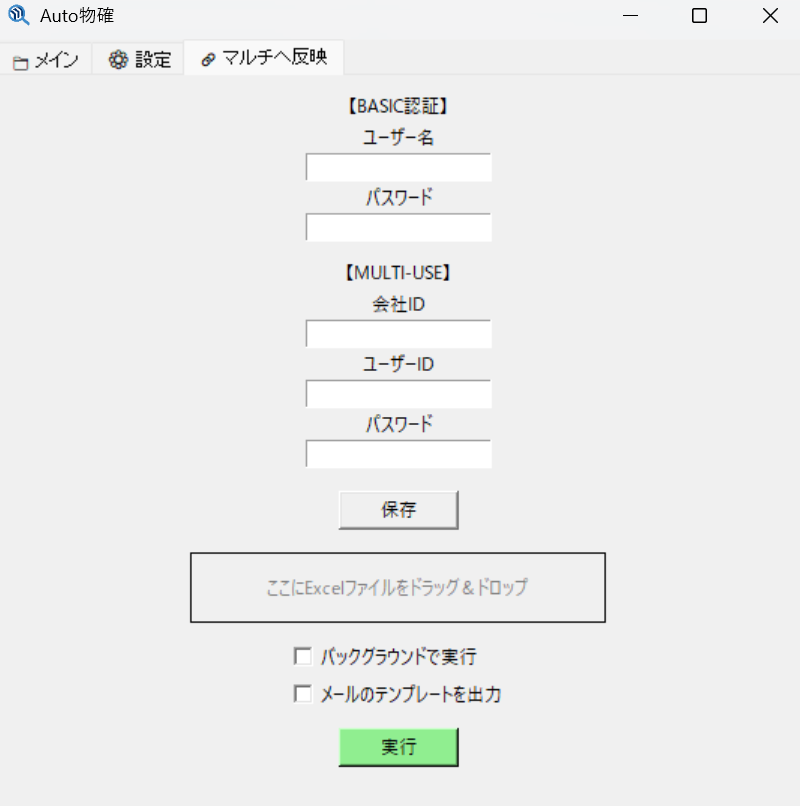 Auto物確
メイン
設定
マルチへ反映
【BASIC認証】
ユーザー名
パスワード
【MULTI-USE】
会社ID
ユーザーID
パスワード
保存
ここにExcelファイルをドラッグ＆ドロップ
バックグラウンドで実行
メールのテンプレートを出力
実行